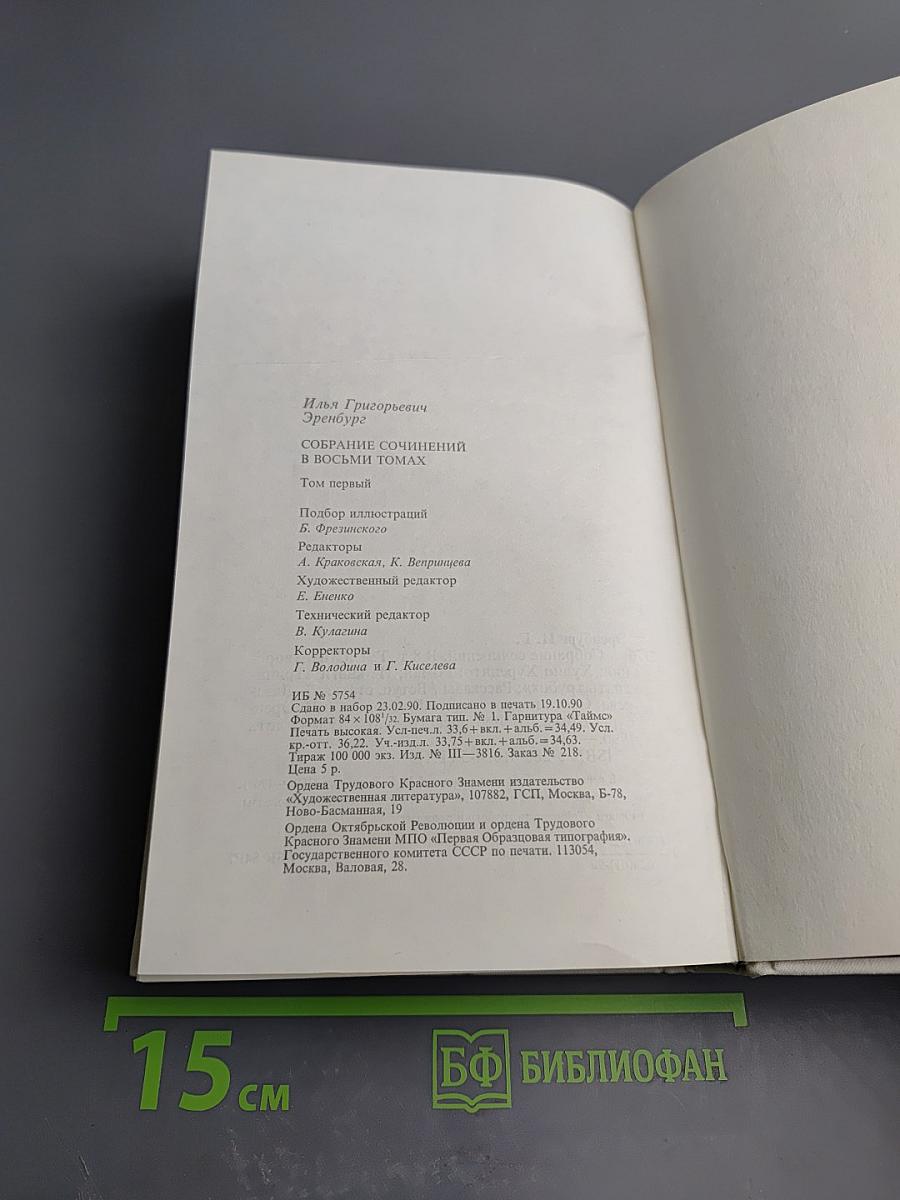 Илья Григорьевич
Эренбург
СОБРАНИЕ СОЧИНЕНИЙ
В ВОСЬМИ ТОМАХ
Том первый
Подбор иллюстраций
Б. Фрезинского
Редакторы
А. Краковская, К. Вепринцева
Художественный редактор
Е. Ененко
Технический редактор
В. Кулагина
Корректоры
Г. Володина и Г. Киселева
ИБ № 5754
Сдано в набор 23.02.90. Подписано в печать 19.10.90
Формат 84 × 108¹/₃₂. Бумага тип. № 1. Гарнитура «Таймс»
Печать высокая. Усл-печ.л. 33,6 + вкл. + альб. = 34,49. Усл.
кр.-отт. 36,22. Уч.-изд.л. 33,75 + вкл. + альб. = 34,63.
Тираж 100 000 экз. Изд. № III—3816. Заказ № 218.
Цена 5 р.
Ордена Трудового Красного Знамени издательство
«Художественная литература», 107882, ГСП, Москва, Б-78,
Ново-Басманная, 19
Ордена Октябрьской Революции и ордена Трудового
Красного Знамени МПО «Первая Образцовая типография».
Государственного комитета СССР по печати. 113054,
Москва, Валовая, 28.
15 см
БФ БИБЛИОФАН